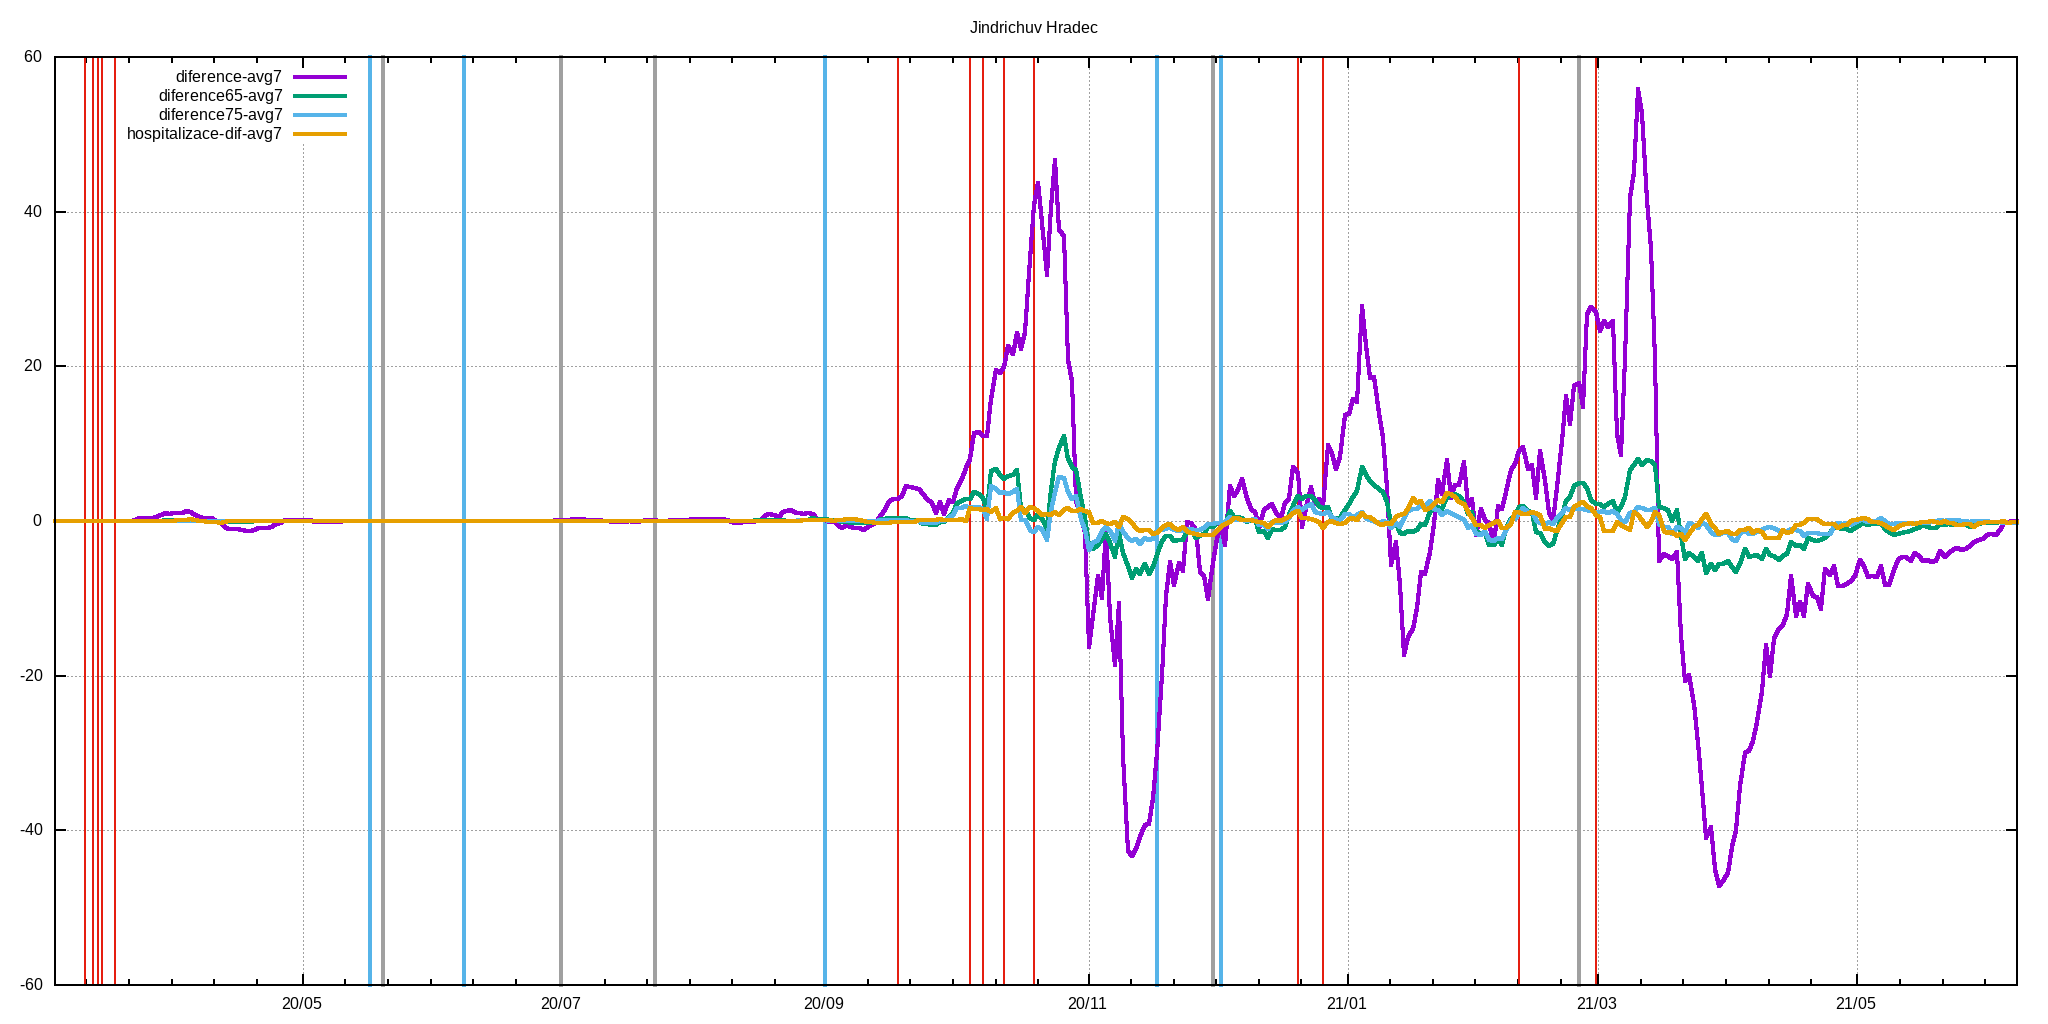 Jindrichuv Hradec
60
diference-avg7
diference65-avg7
diference75-avg7
hospitalizace-dif-avg7
40
20
0
-20
-40
-60
20/05 20/07 20/09 20/11 21/01 21/03 21/05